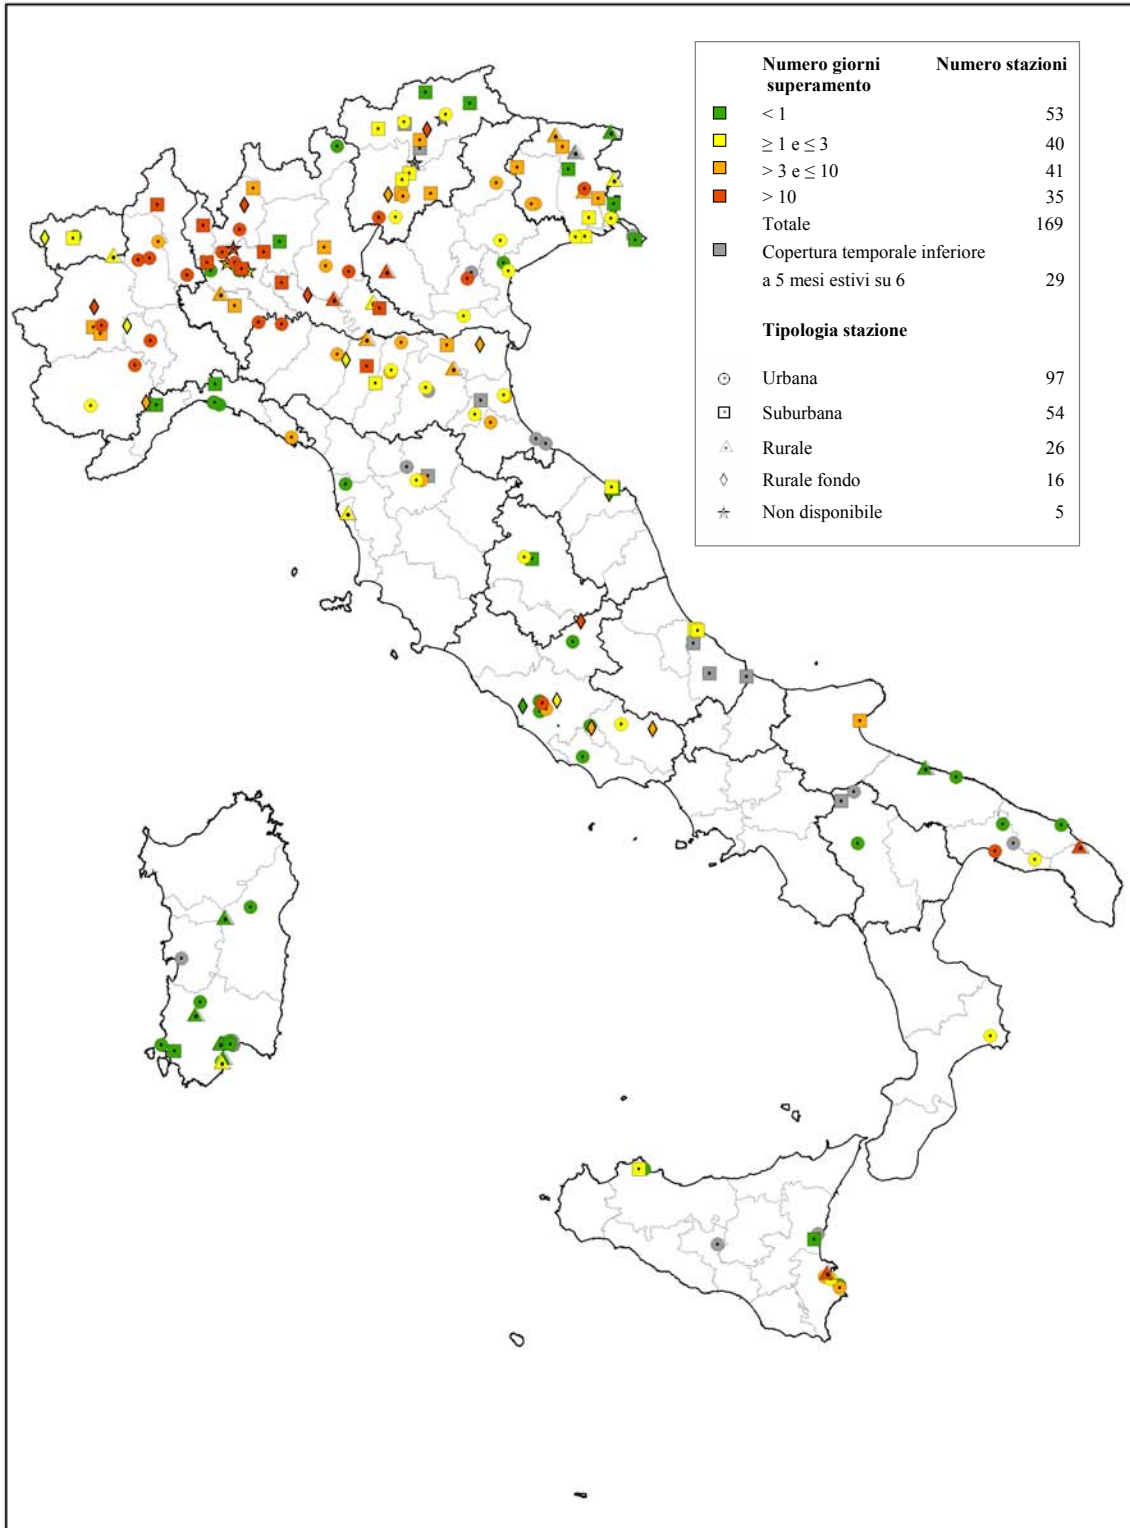 Numero giorni superamento Numero stazioni
< 1 53
≥ 1 e ≤ 3 40
> 3 e ≤ 10 41
> 10 35
Totale 169
Copertura temporale inferiore
a 5 mesi estivi su 6 29
Tipologia stazione
Urbana 97
Suburbana 54
Rurale 26
Rurale fondo 16
Non disponibile 5